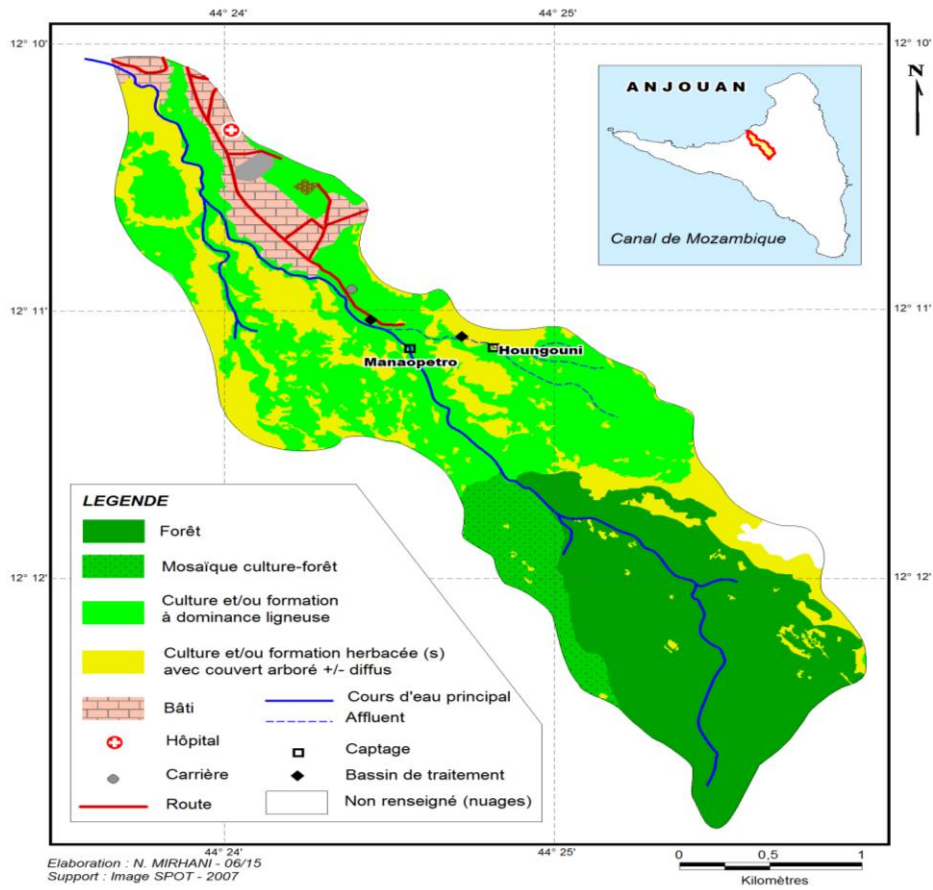 44° 24'
44° 25'
12° 10'
12° 10'
N
ANJOUAN
Canal de Mozambique
12° 11'
12° 11'
Manaopetro
Houngouni
LEGENDE
Forêt
Mosaïque culture-forêt
Culture et/ou formation
à dominance ligneuse
Culture et/ou formation herbacée (s)
avec couvert arboré +/- diffus
Bâti
Hôpital
Carrière
Route
Cours d'eau principal
Affluent
Captage
Bassin de traitement
Non renseigné (nuages)
12° 12'
12° 12'
44° 24'
44° 25'
Elaboration : N. MIRHANI - 06/15
Support : Image SPOT - 2007
0 0,5 1
Kilomètres